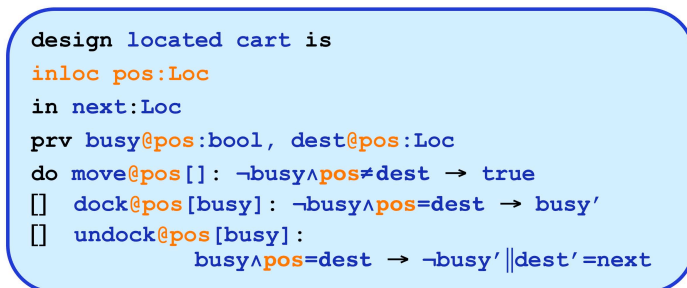 design located cart is
inloc pos:Loc
in next:Loc
prv busy@pos:bool, dest@pos:Loc
do move@pos[]: ¬busy∧pos≠dest → true
[] dock@pos[busy]: ¬busy∧pos=dest → busy’
[] undock@pos[busy]:
busy∧pos=dest → ¬busy’‖dest’=next